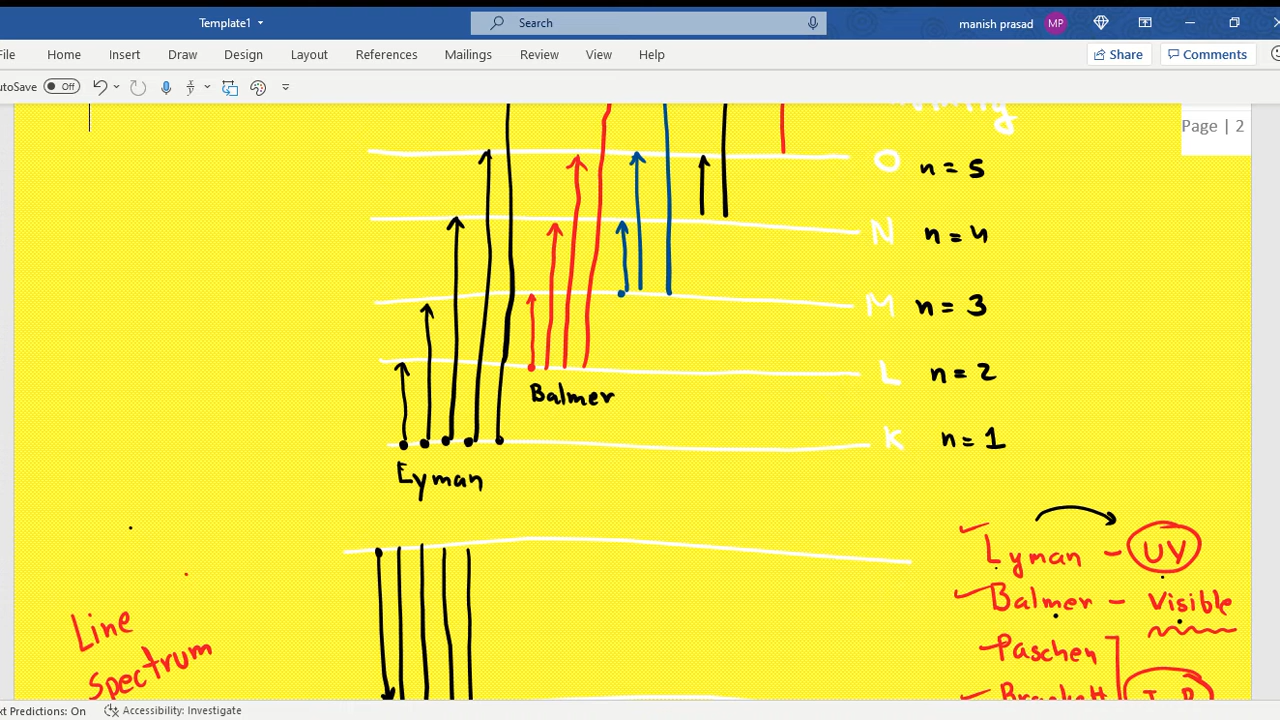 Template1
Search
manish prasad MP
File Home Insert Draw Design Layout References Mailings Review View Help
Share Comments
AutoSave Off
Page | 2
O n = 5
N n = 4
M n = 3
L n = 2
K n = 1
Balmer
Lyman
Lyman - UV
Balmer - Visible
Paschen
Brackett I R
Line
Spectrum
Text Predictions: On Accessibility: Investigate